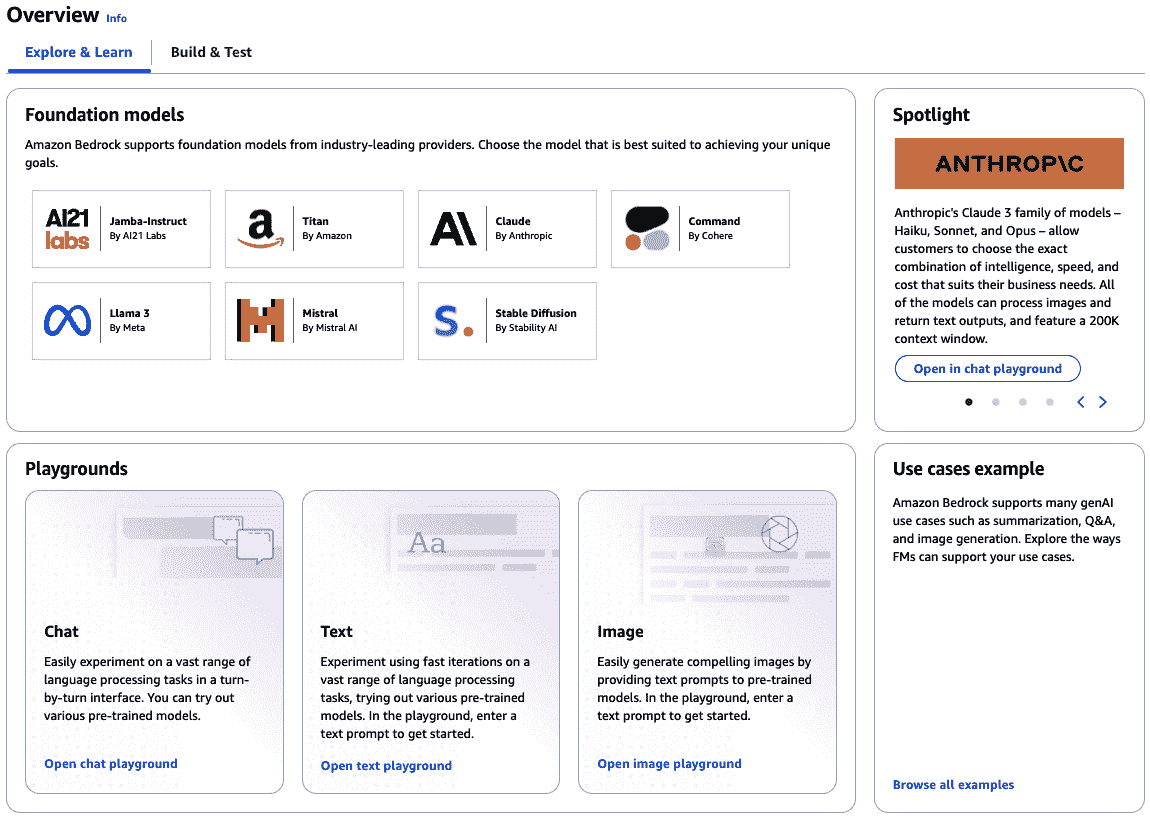 Overview Info
Explore & Learn
Build & Test
Foundation models
Amazon Bedrock supports foundation models from industry-leading providers. Choose the model that is best suited to achieving your unique
goals.
AI21
labs
Jamba-Instruct
By AI21 Labs
a
Titan
By Amazon
A\
Claude
By Anthropic
Command
By Cohere
Llama 3
By Meta
Mistral
By Mistral AI
S.
Stable Diffusion
By Stability AI
Spotlight
ANTHROP\C
Anthropic's Claude 3 family of models –
Haiku, Sonnet, and Opus – allow
customers to choose the exact
combination of intelligence, speed, and
cost that suits their business needs. All
of the models can process images and
return text outputs, and feature a 200K
context window.
Open in chat playground
Playgrounds
Chat
Easily experiment on a vast range of
language processing tasks in a turn-
by-turn interface. You can try out
various pre-trained models.
Open chat playground
Aa
Text
Experiment using fast iterations on a
vast range of language processing
tasks, trying out various pre-trained
models. In the playground, enter a
text prompt to get started.
Open text playground
Image
Easily generate compelling images by
providing text prompts to pre-trained
models. In the playground, enter a
text prompt to get started.
Open image playground
Use cases example
Amazon Bedrock supports many genAI
use cases such as summarization, Q&A,
and image generation. Explore the ways
FMs can support your use cases.
Browse all examples